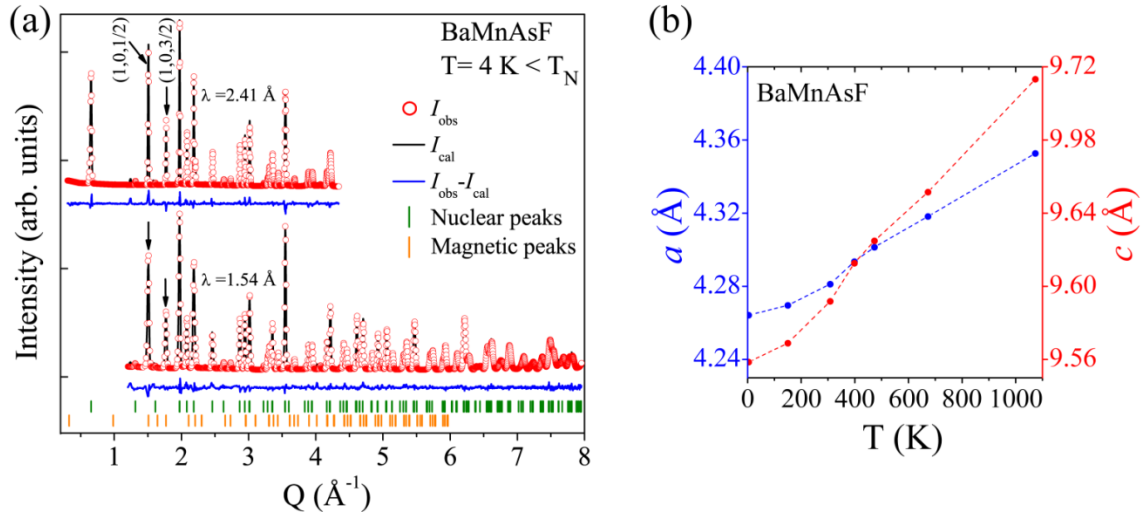 (a)
BaMnAsF
T= 4 K < T_N
(1,0,1/2)
(1,0,3/2)
λ =2.41 Å
I_obs
I_cal
I_obs-I_cal
Nuclear peaks
Magnetic peaks
λ =1.54 Å
Intensity (arb. units)
1 2 3 4 5 6 7 8
Q (Å⁻¹)
(b)
BaMnAsF
4.40
4.36
4.32
4.28
4.24
a (Å)
9.72
9.98
9.64
9.60
9.56
c (Å)
0 200 400 600 800 1000
T (K)